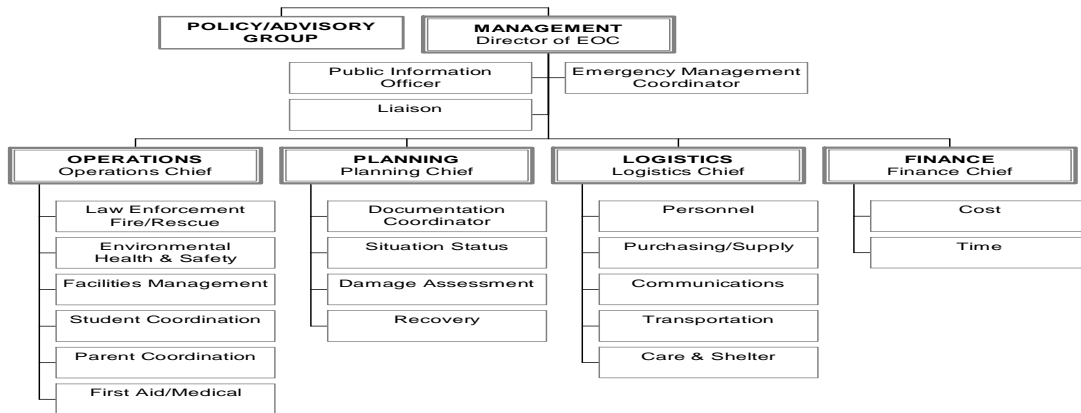 POLICY/ADVISORY
GROUP
MANAGEMENT
Director of EOC
Public Information
Officer
Emergency Management
Coordinator
Liaison
OPERATIONS
Operations Chief
Law Enforcement
Fire/Rescue
Environmental
Health & Safety
Facilities Management
Student Coordination
Parent Coordination
First Aid/Medical
PLANNING
Planning Chief
Documentation
Coordinator
Situation Status
Damage Assessment
Recovery
LOGISTICS
Logistics Chief
Personnel
Purchasing/Supply
Communications
Transportation
Care & Shelter
FINANCE
Finance Chief
Cost
Time